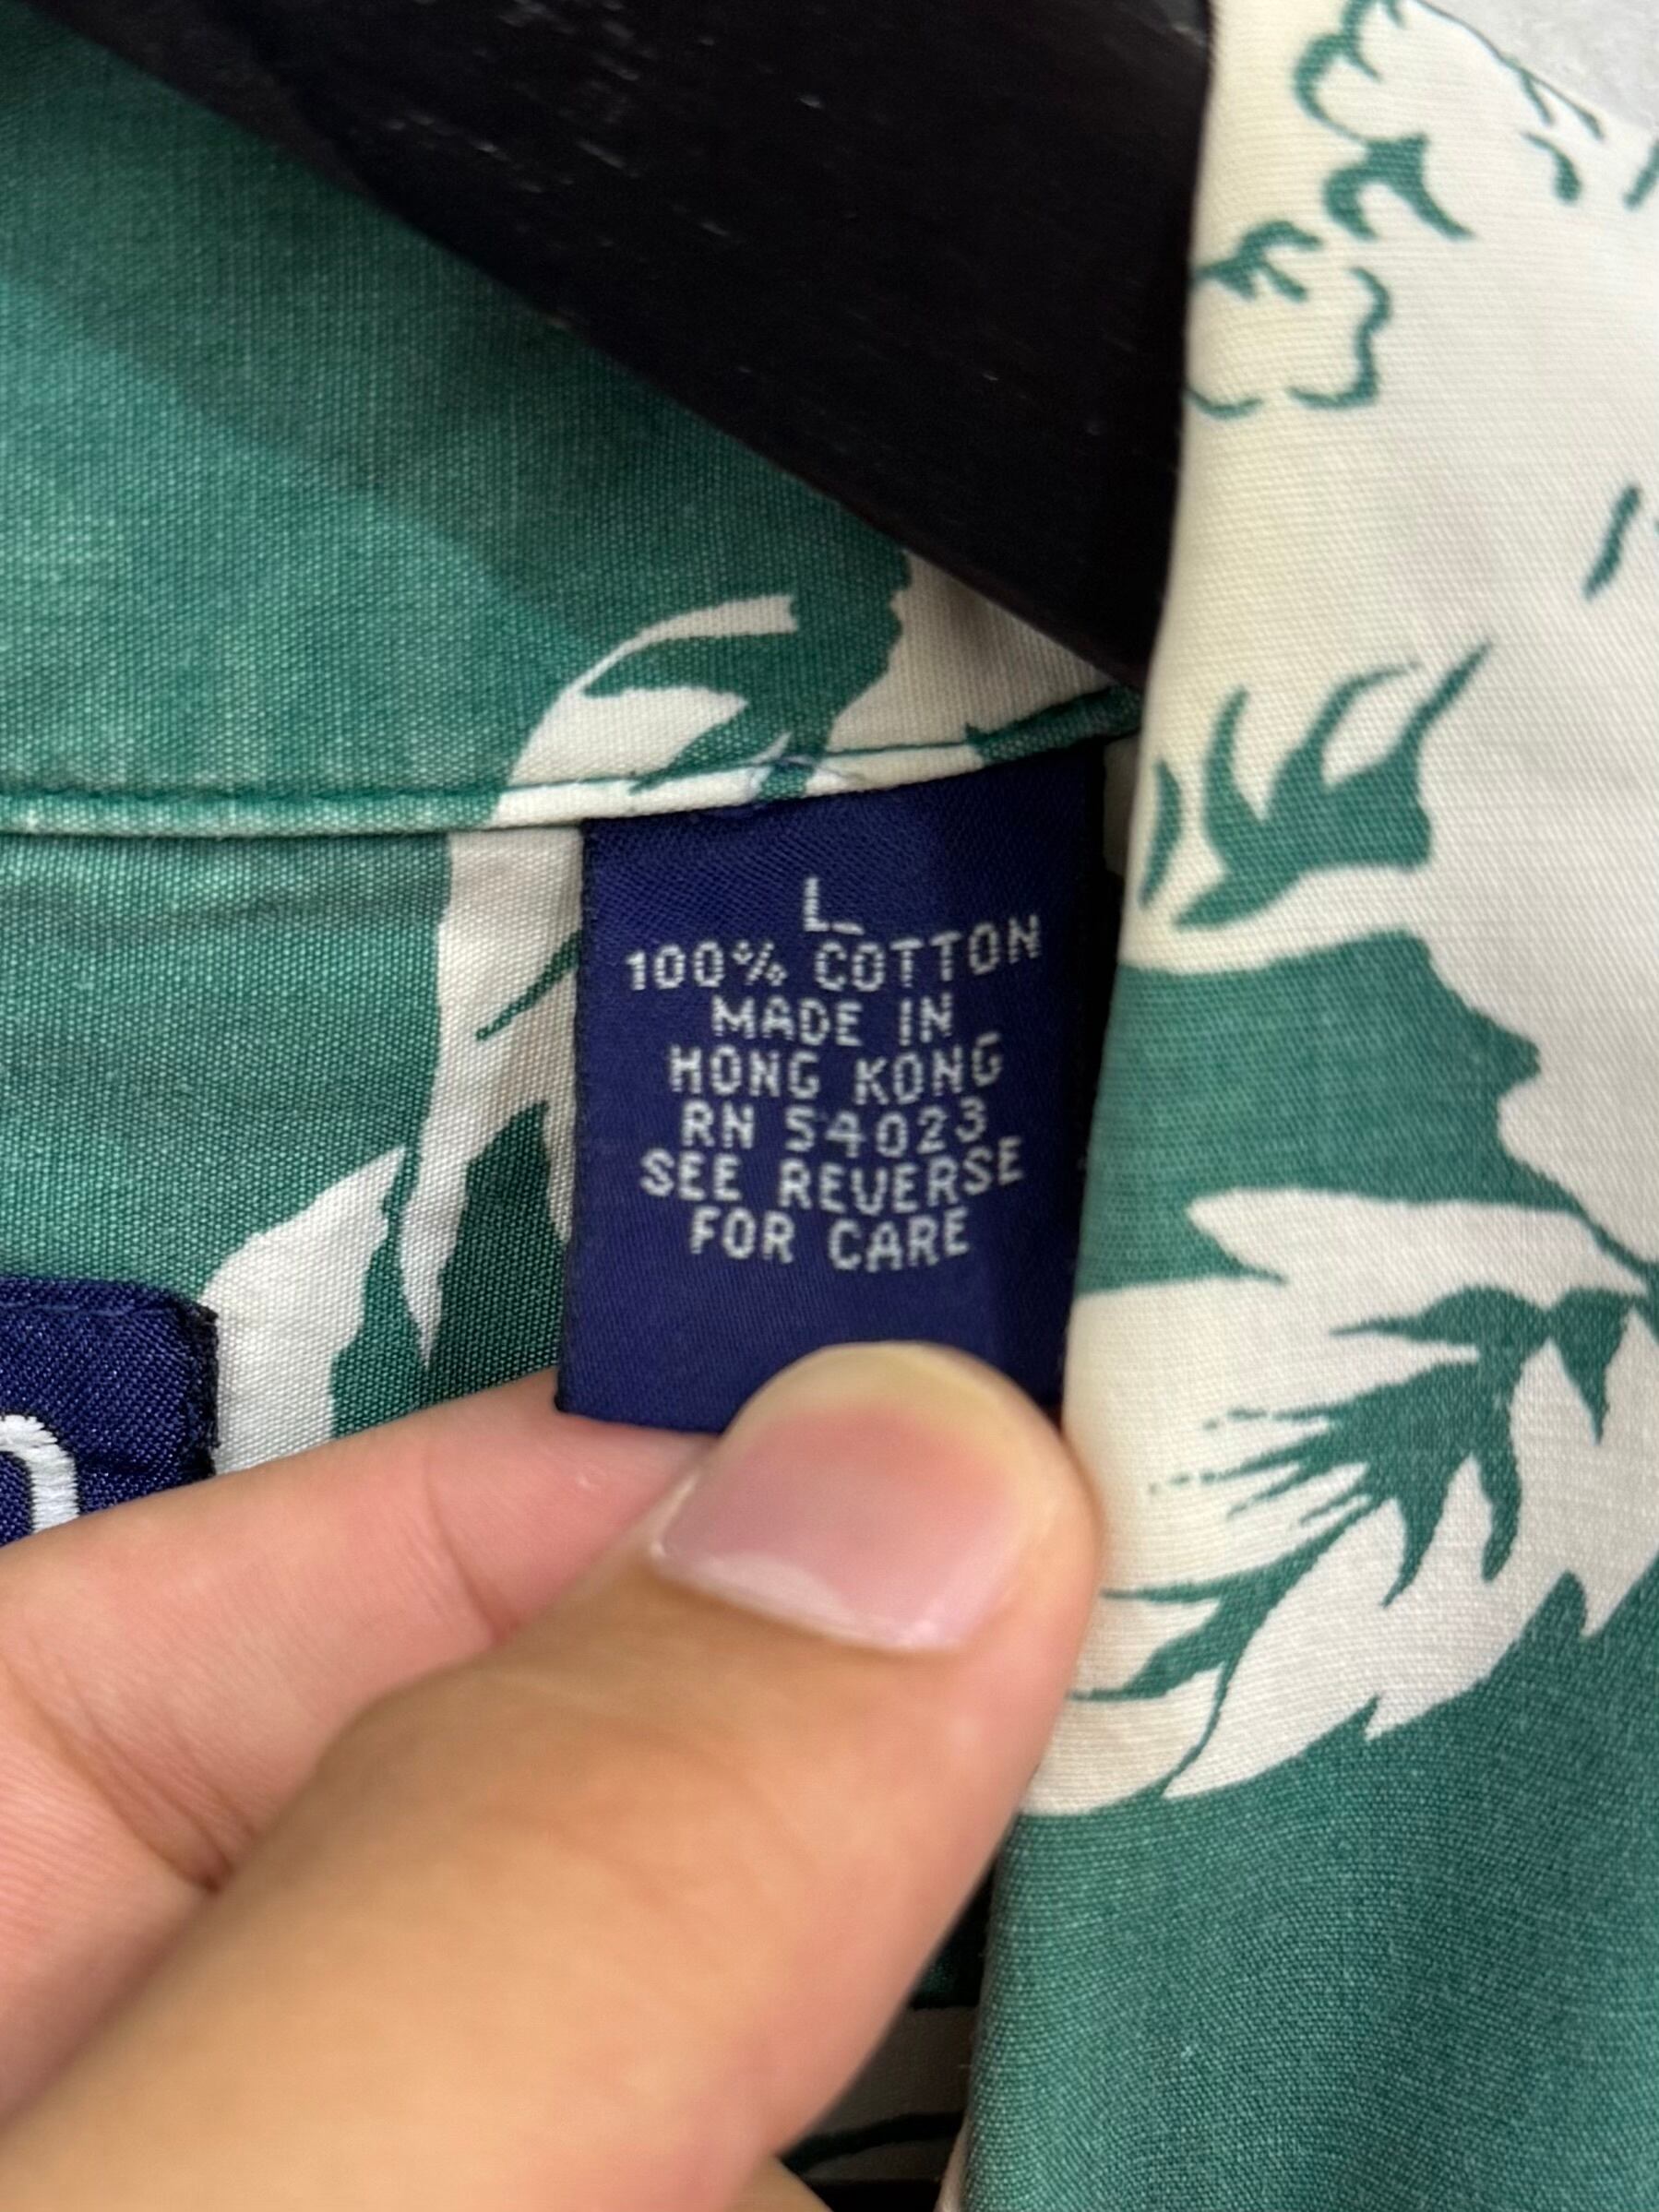 L
100% COTTON
MADE IN
HONG KONG
RN 54023
SEE REVERSE
FOR CARE